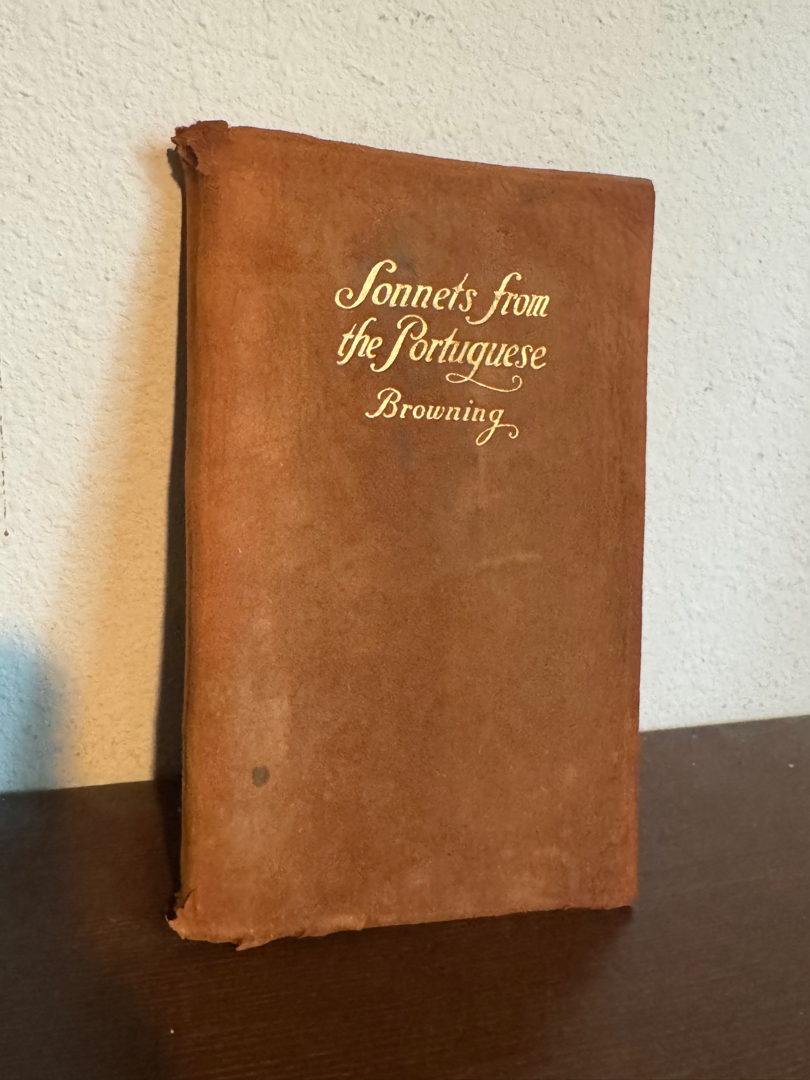 Sonnets from
the Portuguese
Browning